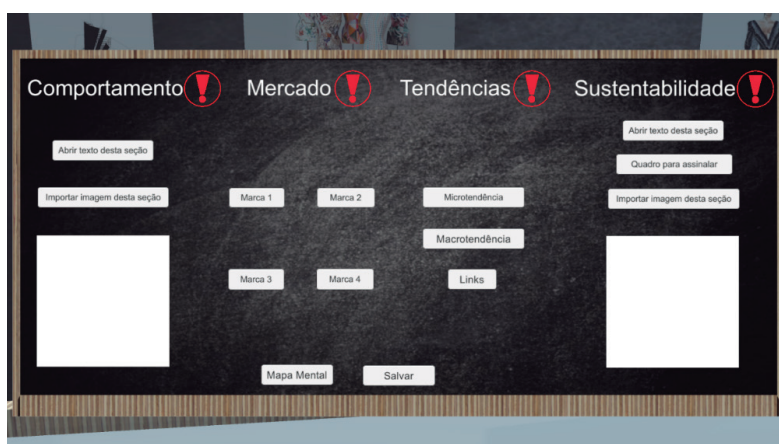 Comportamento
Mercado
Tendências
Sustentabilidade
Abrir texto desta seção
Importar imagem desta seção
Marca 1
Marca 2
Marca 3
Marca 4
Microtendência
Macrotendência
Links
Abrir texto desta seção
Quadro para assinalar
Importar imagem desta seção
Mapa Mental
Salvar